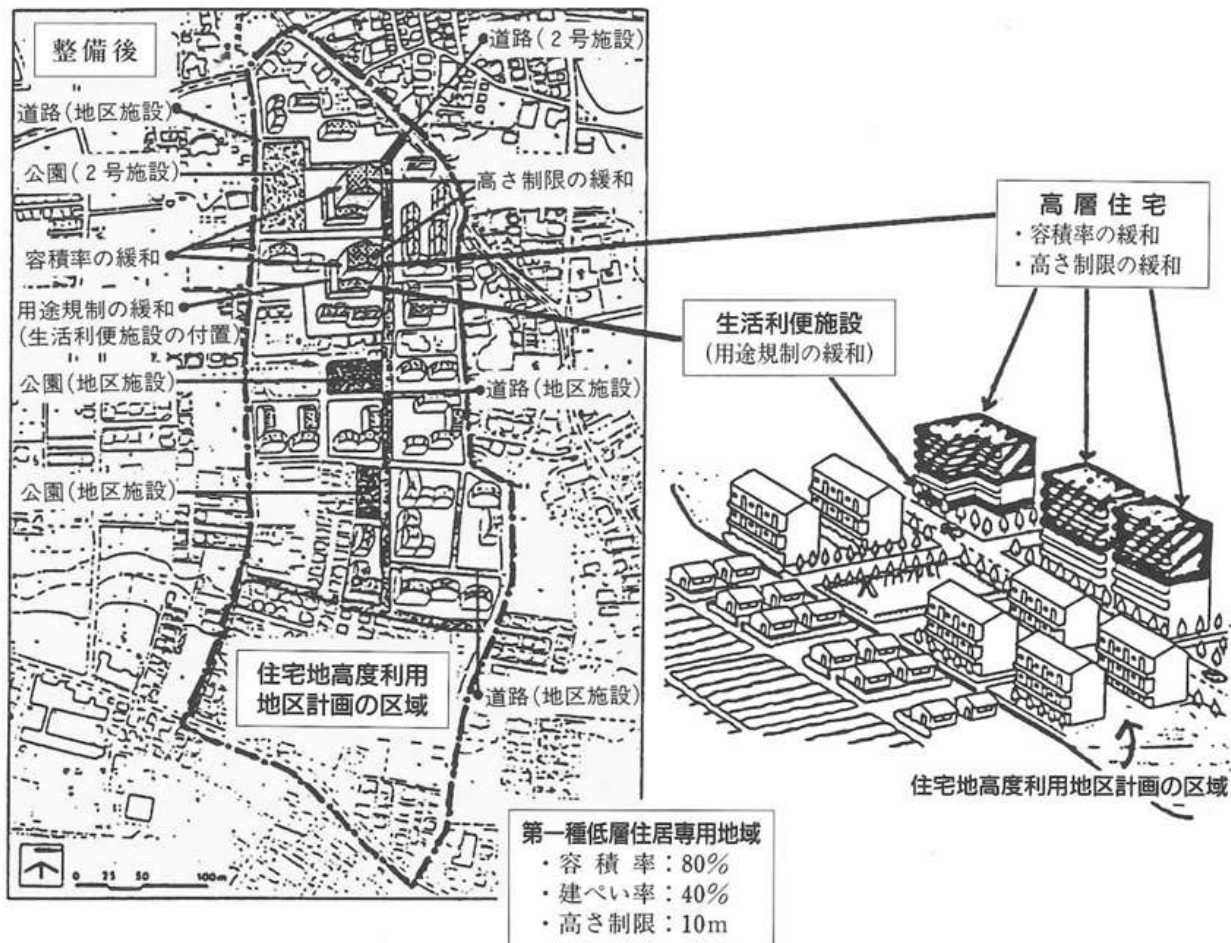 整備後
道路(2号施設)
道路(地区施設)
公園(2号施設)
高さ制限の緩和
容積率の緩和
用途規制の緩和
(生活利便施設の付置)
公園(地区施設)
道路(地区施設)
公園(地区施設)
住宅地高度利用
地区計画の区域
道路(地区施設)
0 25 50 100m
高層住宅
・容積率の緩和
・高さ制限の緩和
生活利便施設
(用途規制の緩和)
住宅地高度利用地区計画の区域
第一種低層住居専用地域
・容積率:80%
・建ぺい率:40%
・高さ制限:10m